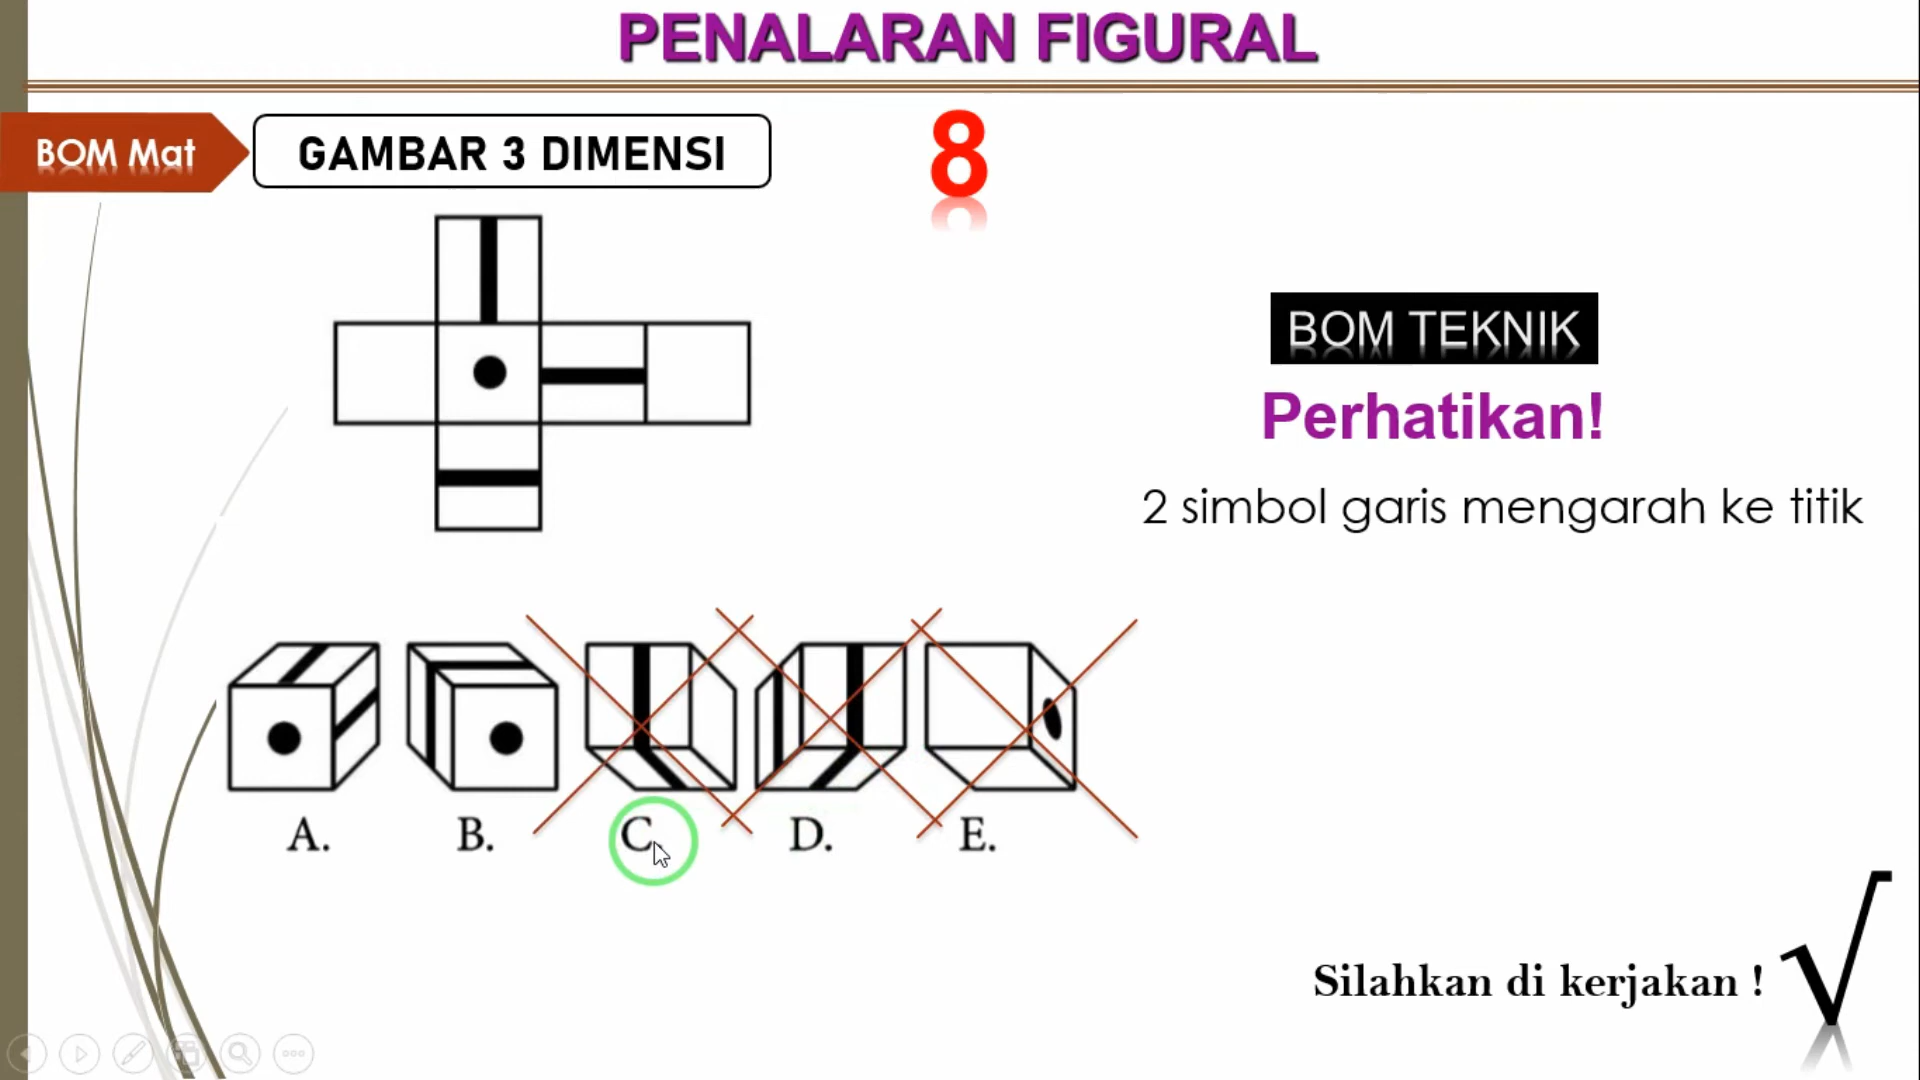 PENALARAN FIGURAL
BOM Mat
GAMBAR 3 DIMENSI
8
BOM TEKNIK
Perhatikan!
2 simbol garis mengarah ke titik
A.
B.
C.
D.
E.
Silahkan di kerjakan !
√